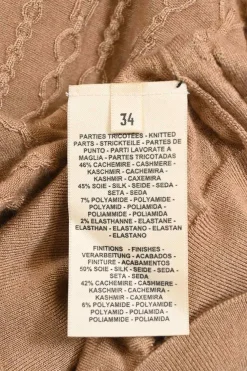 34
PARTIES TRICOTÉES - KNITTED
PARTS - STRICKTEILE - PARTES DE
PUNTO - PARTI LAVORATE A
MAGLIA - PARTES TRICOTADAS
46% CACHEMIRE - CASHMERE -
KASCHMIR - CACHEMIRA -
KASHMIR - CAXEMIRA
45% SOIE - SILK - SEIDE - SEDA -
SETA - SEDA
7% POLYAMIDE - POLYAMIDE -
POLYAMID - POLIAMIDA -
POLIAMMIDE - POLIAMIDA
2% ELASTHANNE - ELASTANE -
ELASTHAN - ELASTANO - ELASTAN
- ELASTANO
FINITIONS - FINISHES -
VERARBEITUNG - ACABADOS -
FINITURE - ACABAMENTOS
50% SOIE - SILK - SEIDE - SEDA -
SETA - SEDA
42% CACHEMIRE - CASHMERE -
KASCHMIR - CACHEMIRA -
KASHMIR - CAXEMIRA
6% POLYAMIDE - POLYAMIDE -
POLYAMID - POLIAMIDA -
POLIAMMIDE - POLIAMIDA